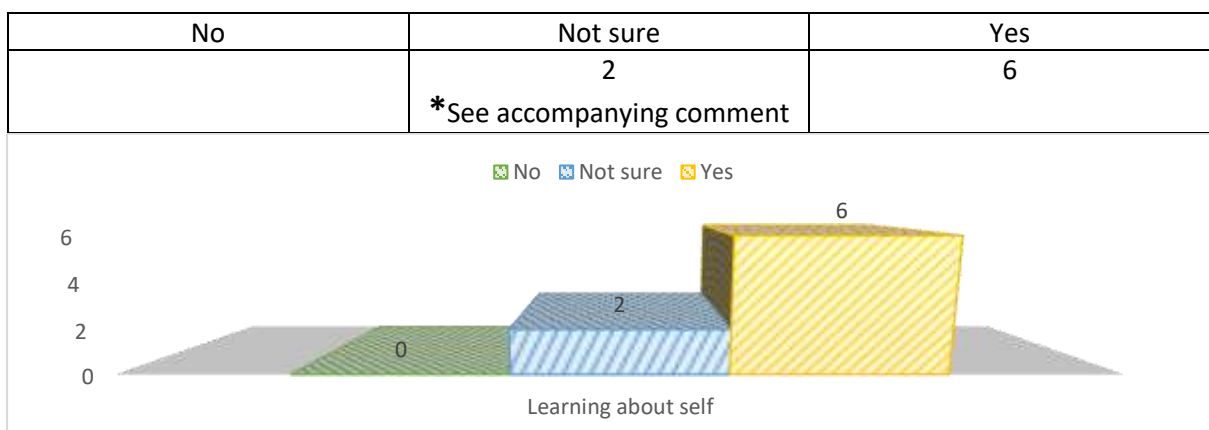 No Not sure Yes
2 6
*See accompanying comment
No Not sure Yes
6
6
4
2
2
0
0
Learning about self